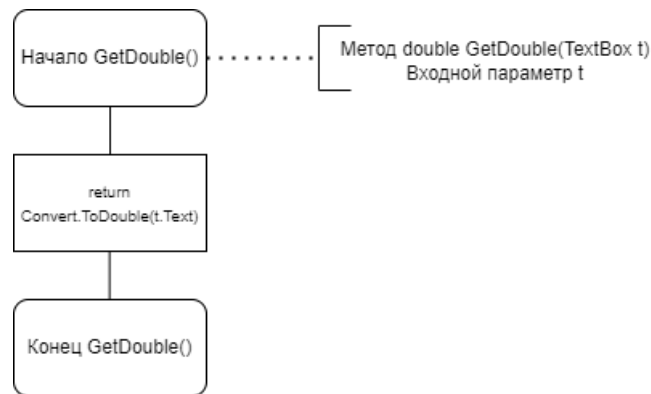 Начало GetDouble()
Метод double GetDouble(TextBox t)
Входной параметр t
return
Convert.ToDouble(t.Text)
Конец GetDouble()